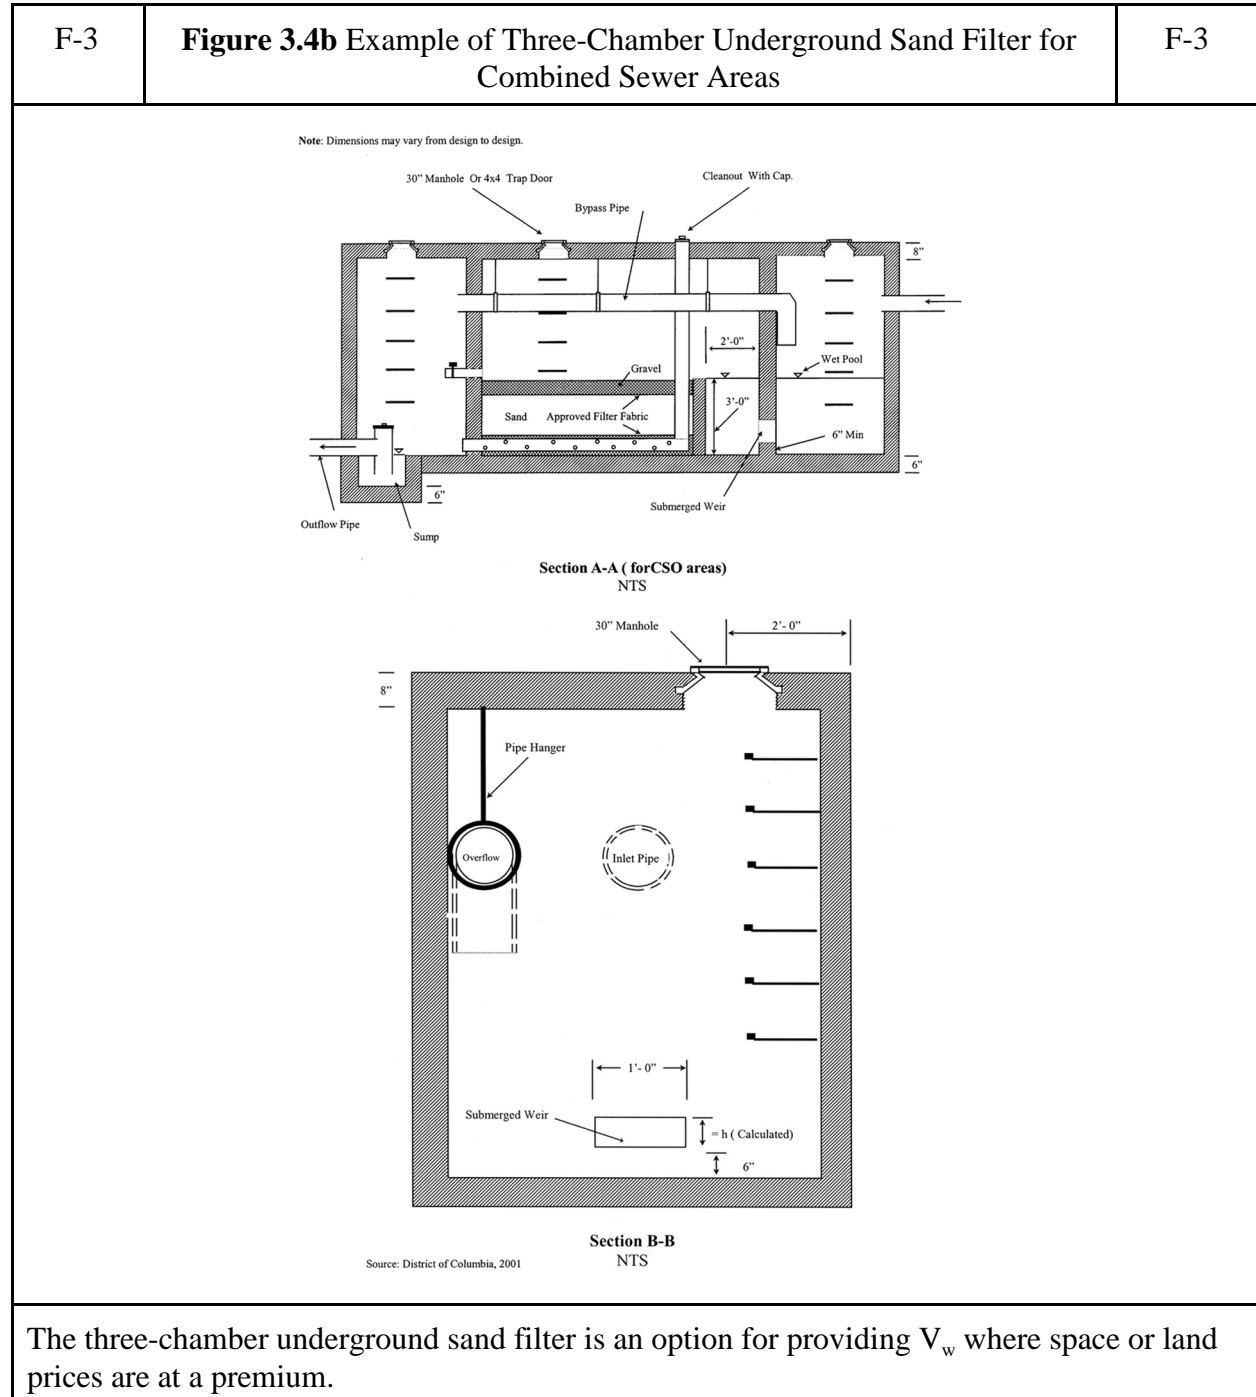 F-3
Figure 3.4b Example of Three-Chamber Underground Sand Filter for
Combined Sewer Areas
F-3
Note: Dimensions may vary from design to design.
30” Manhole Or 4x4 Trap Door
Cleanout With Cap.
Bypass Pipe
8”
2’-0”
Wet Pool
Gravel
3’-0”
Sand
Approved Filter Fabric
6” Min
6”
6”
Submerged Weir
Outflow Pipe
Sump
Section A-A ( forCSO areas)
NTS
30” Manhole
2’- 0”
8”
Pipe Hanger
Overflow
Inlet Pipe
1’- 0”
Submerged Weir
= h ( Calculated)
6”
Section B-B
NTS
Source: District of Columbia, 2001
The three-chamber underground sand filter is an option for providing Vw where space or land
prices are at a premium.